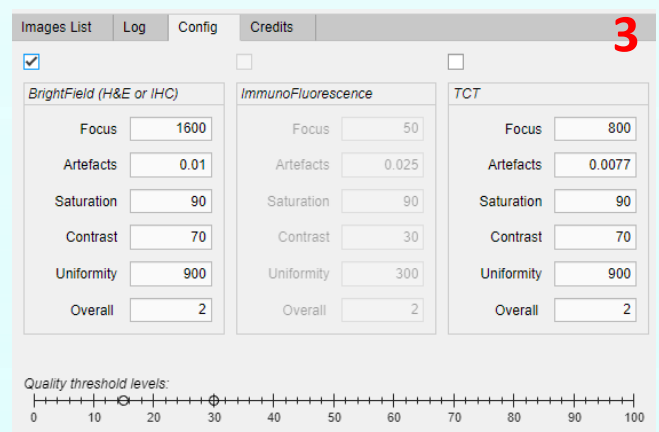 Images List Log Config Credits
3
BrightField (H&E or IHC) ImmunoFluorescence TCT
Focus 1600 Focus 50 Focus 800
Artefacts 0.01 Artefacts 0.025 Artefacts 0.0077
Saturation 90 Saturation 90 Saturation 90
Contrast 70 Contrast 30 Contrast 70
Uniformity 900 Uniformity 300 Uniformity 900
Overall 2 Overall 2 Overall 2
Quality threshold levels:
0 10 20 30 40 50 60 70 80 90 100